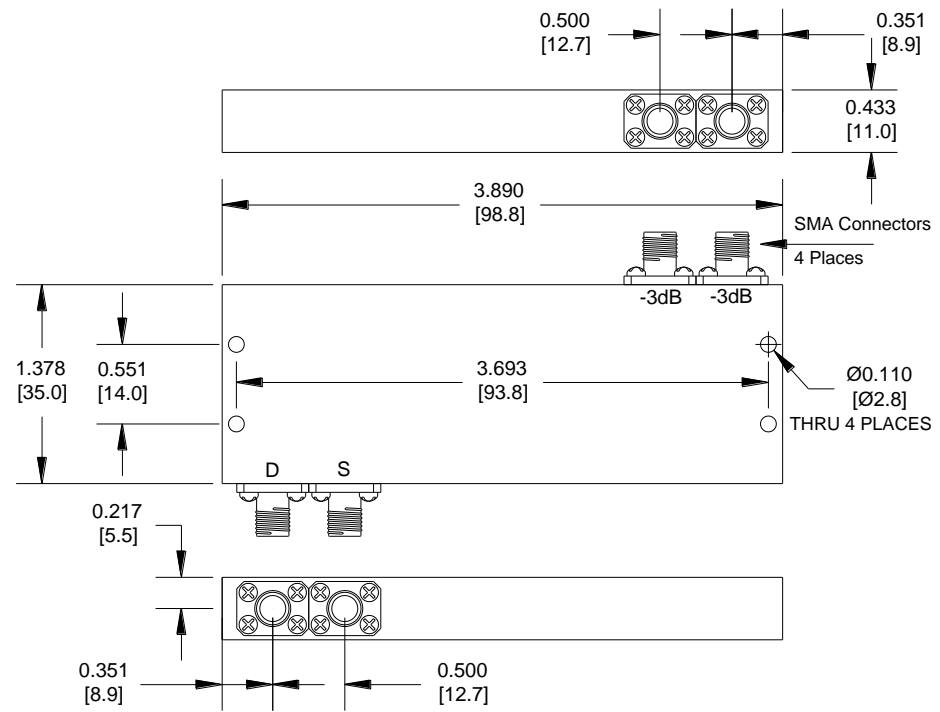 0.500
[12.7]
0.351
[8.9]
0.433
[11.0]
3.890
[98.8]
SMA Connectors
4 Places
-3dB
-3dB
1.378
[35.0]
0.551
[14.0]
3.693
[93.8]
Ø0.110
[Ø2.8]
THRU 4 PLACES
D
S
0.217
[5.5]
0.351
[8.9]
0.500
[12.7]